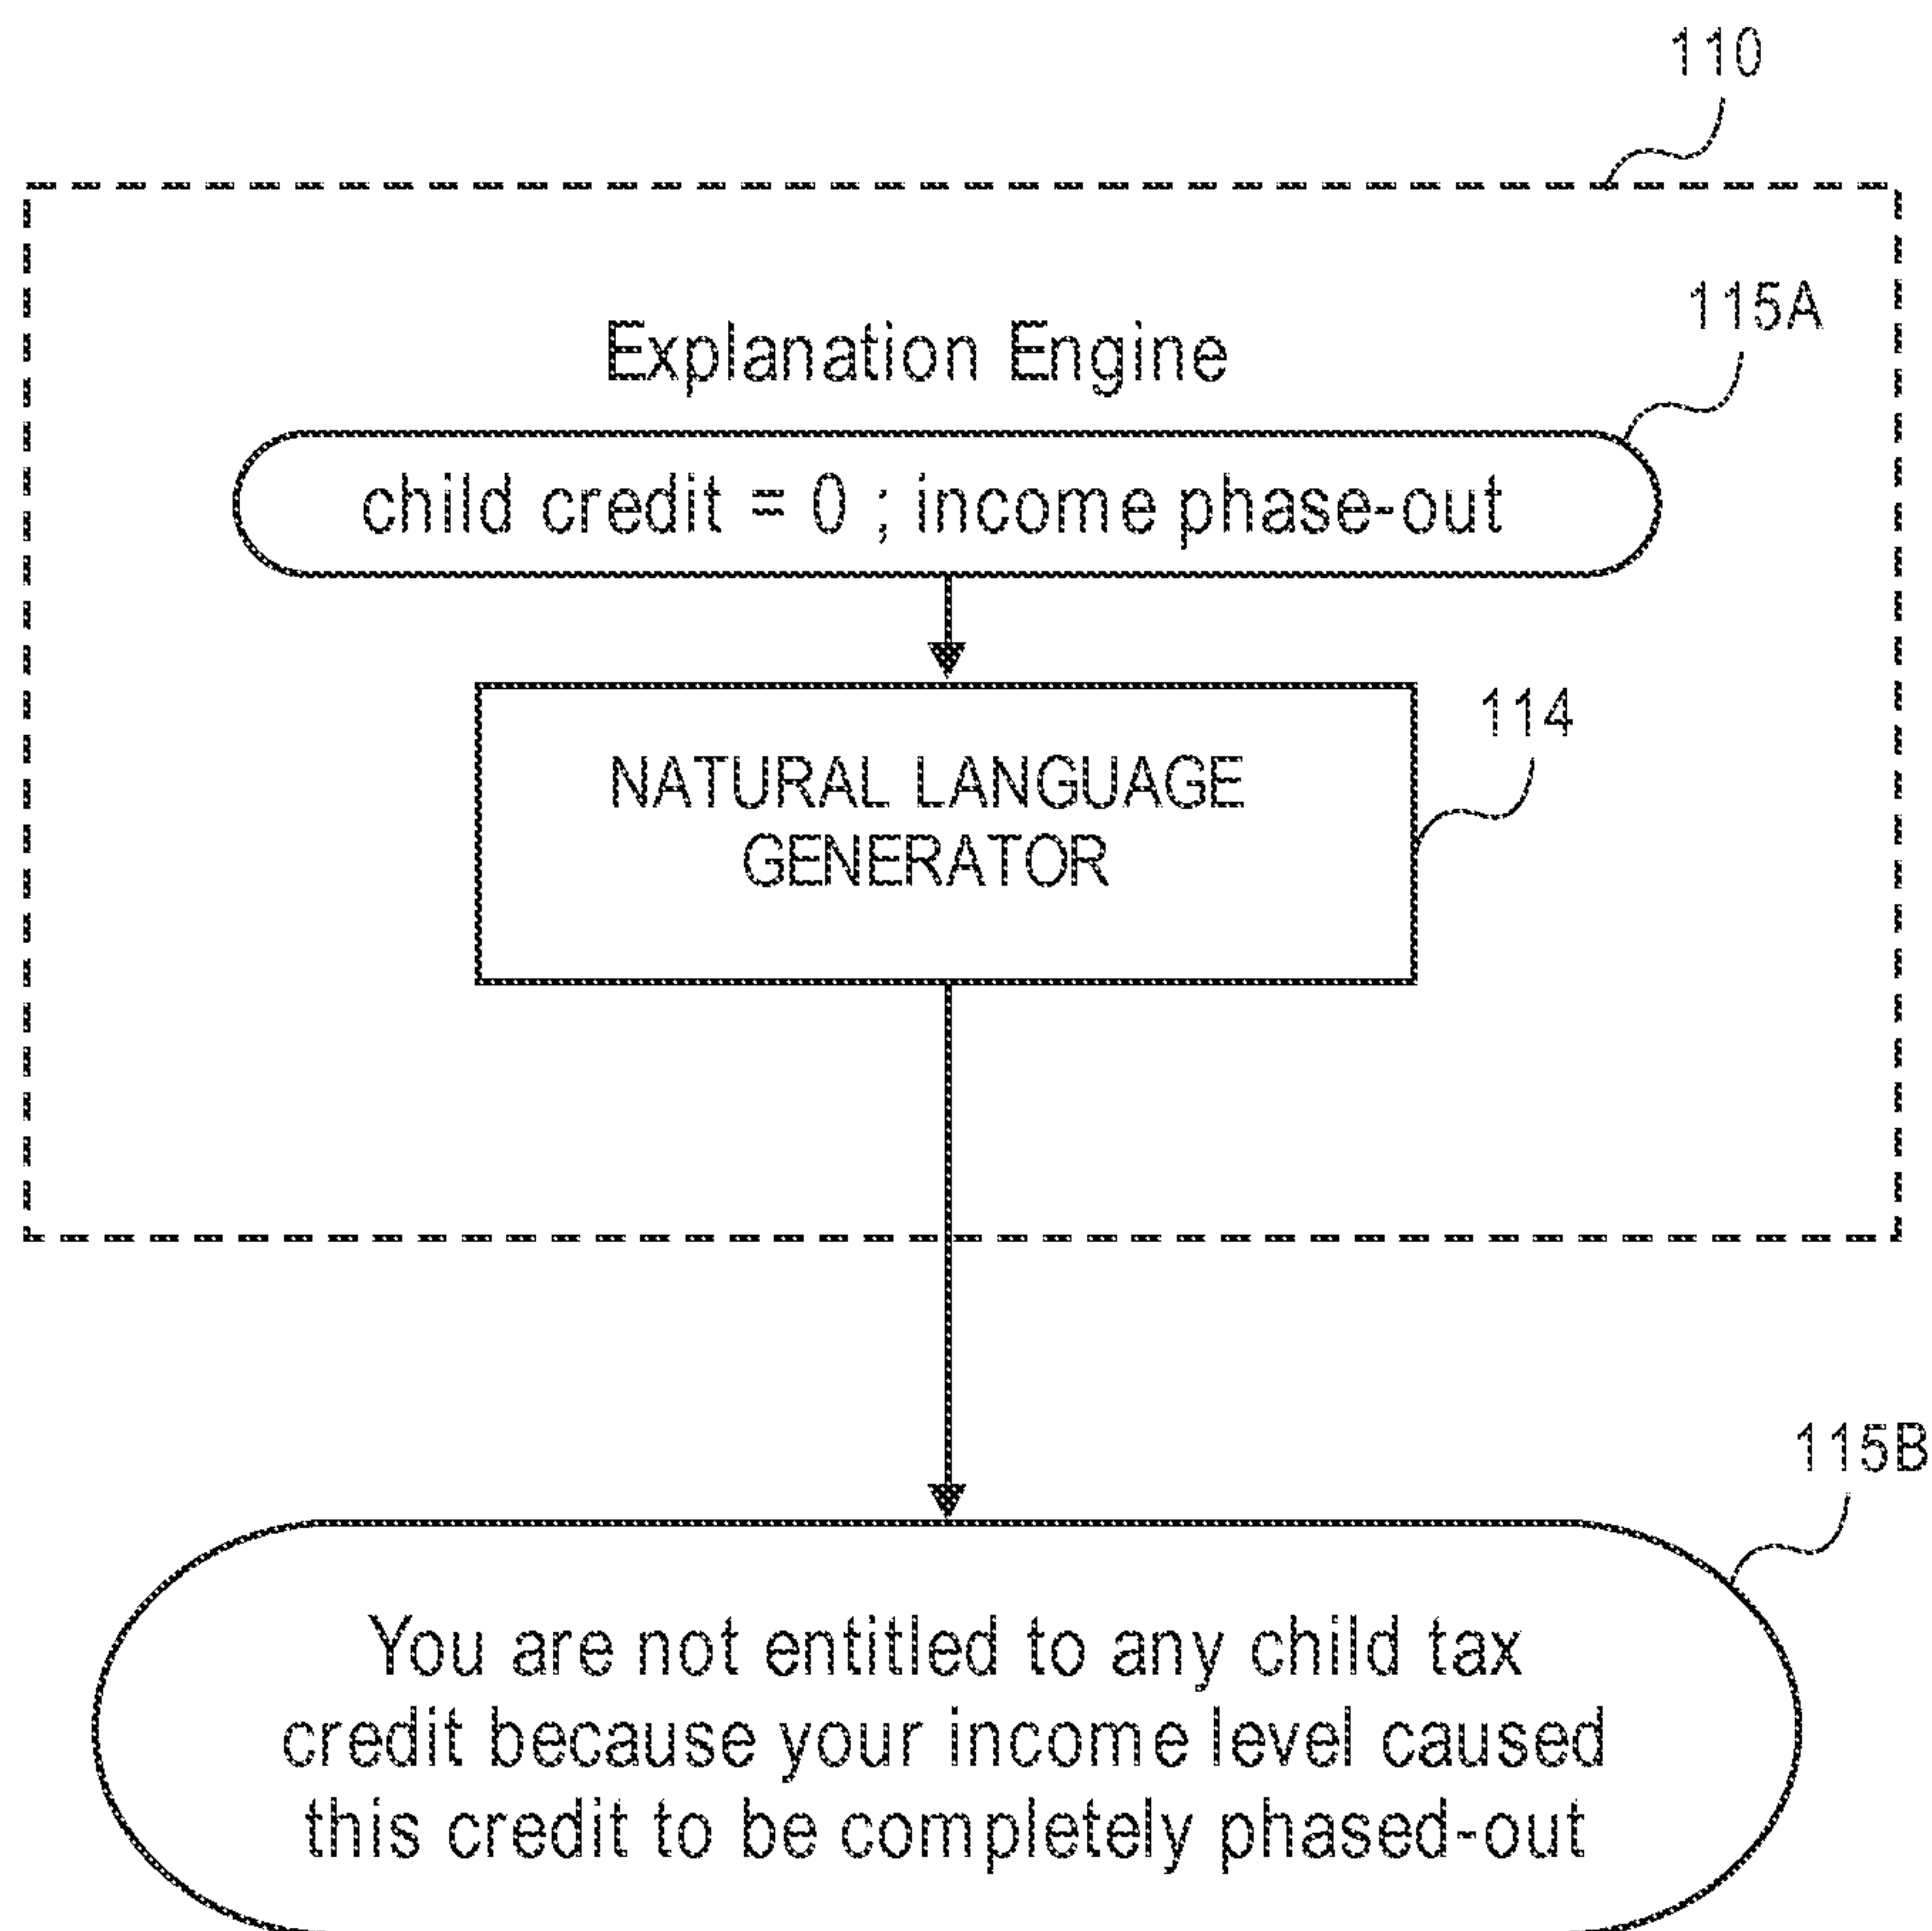 110
115A
Explanation Engine
child credit = 0 ; income phase-out
114
NATURAL LANGUAGE
GENERATOR
115B
You are not entitled to any child tax
credit because your income level caused
this credit to be completely phased-out